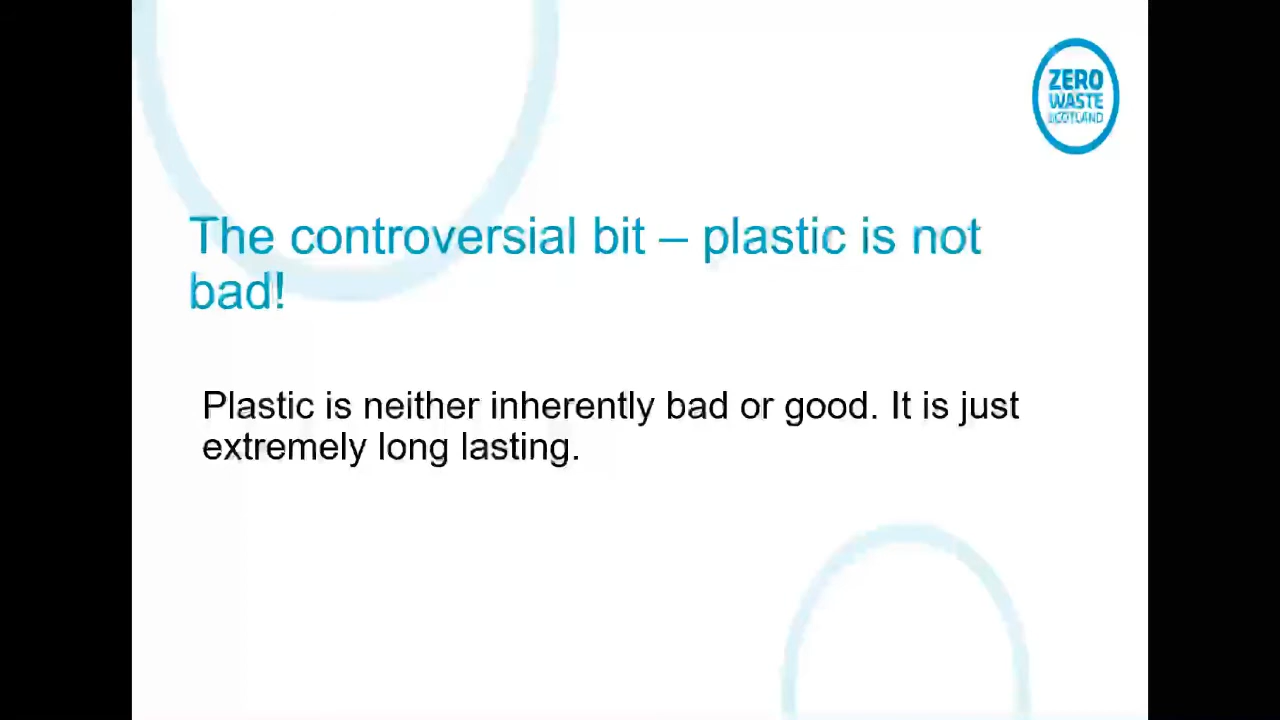 ZERO
WASTE
SCOTLAND
The controversial bit – plastic is not
bad!
Plastic is neither inherently bad or good. It is just
extremely long lasting.